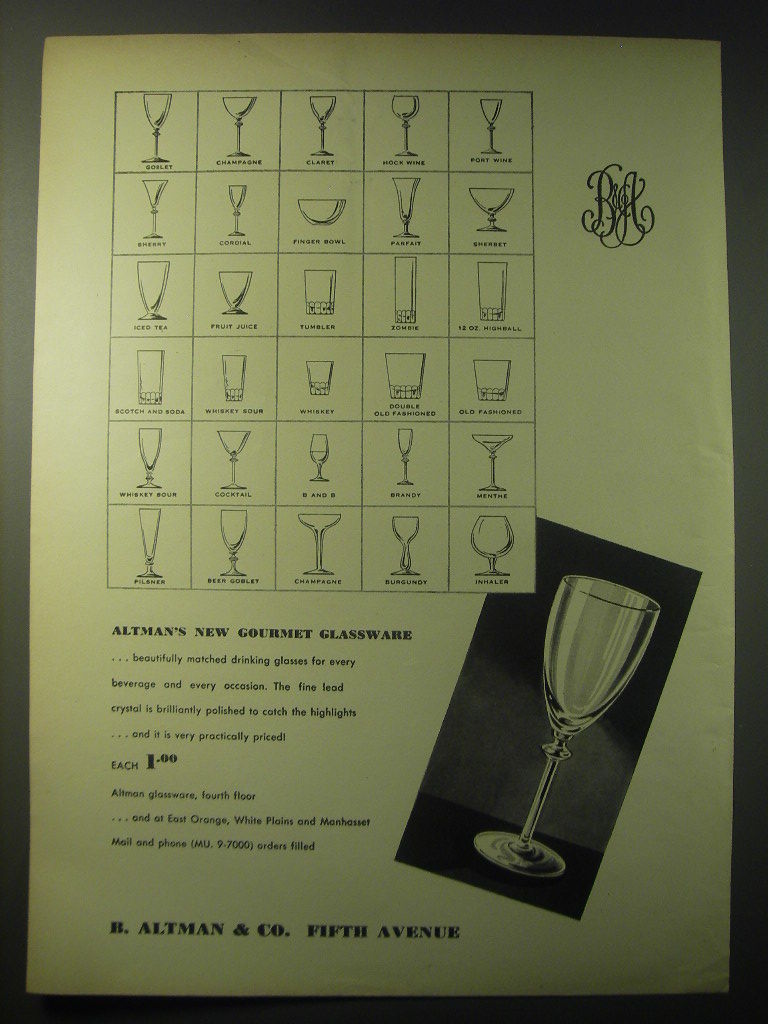 GOBLET
CHAMPAGNE
CLARET
HOCK WINE
PORT WINE
SHERRY
CORDIAL
FINGER BOWL
PARFAIT
SHERBET
ICED TEA
FRUIT JUICE
TUMBLER
ZOMBIE
12 OZ. HIGHBALL
SCOTCH AND SODA
WHISKEY SOUR
WHISKEY
DOUBLE
OLD FASHIONED
OLD FASHIONED
WHISKEY SOUR
COCKTAIL
B AND B
BRANDY
MENTHE
PILSNER
BEER GOBLET
CHAMPAGNE
BURGUNDY
INHALER
B&A
ALTMAN'S NEW GOURMET GLASSWARE
. . . beautifully matched drinking glasses for every
beverage and every occasion. The fine lead
crystal is brilliantly polished to catch the highlights
. . . and it is very practically priced!
EACH 1.00
Altman glassware, fourth floor
. . . and at East Orange, White Plains and Manhasset
Mail and phone (MU. 9-7000) orders filled
B. ALTMAN & CO. FIFTH AVENUE